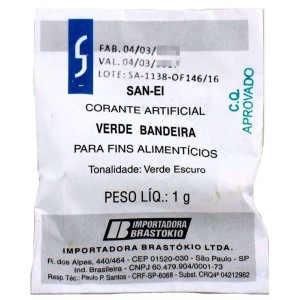 FAB. 04/03/
VAL. 04/03/
LOTE: SA-1138-OF146/16
SAN-EI
CORANTE ARTIFICIAL
VERDE BANDEIRA
PARA FINS ALIMENTÍCIOS
Tonalidade: Verde Escuro
PESO LÍQ.: 1 g
C.Q.
APROVADO
IMPORTADORA
BRASTÓKIO
IMPORTADORA BRASTÓKIO LTDA.
R. dos Alpes, 440/464 - CEP 01520-030 - São Paulo - SP
Ind. Brasileira - CNPJ 60.479.904/0001-73
Resp. Téc.: Paulo P. Santos - CRF-SP-6066 - Subst. CRQ4ª 04212962